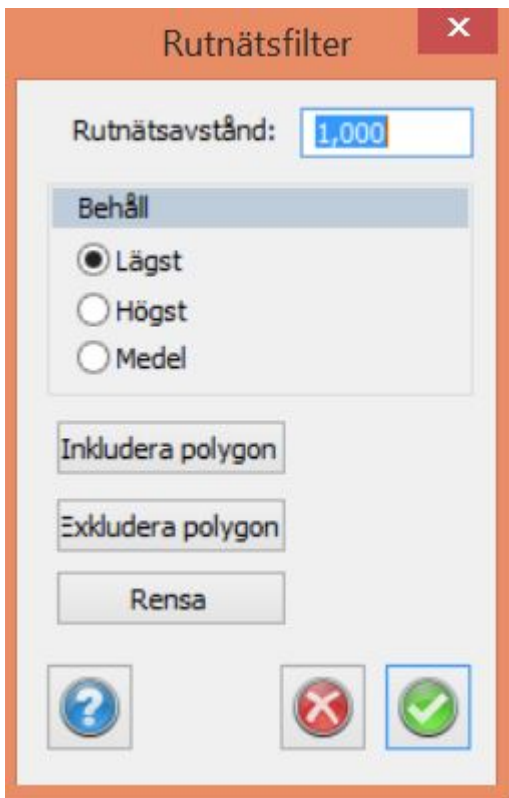 Rutnätsfilter
Rutnätsavstånd: 1,000
Behåll
Lägst
Högst
Medel
Inkludera polygon
Exkludera polygon
Rensa